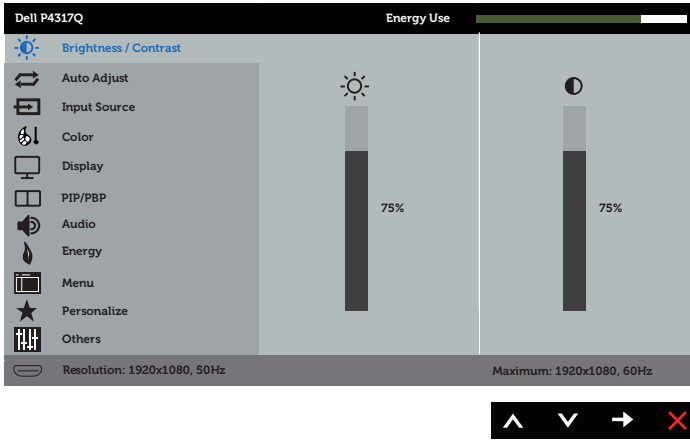 Dell P4317Q Energy Use
Brightness / Contrast
Auto Adjust
Input Source
Color
Display
PIP/PBP
Audio
Energy
Menu
Personalize
Others
75% 75%
Resolution: 1920x1080, 50Hz Maximum: 1920x1080, 60Hz